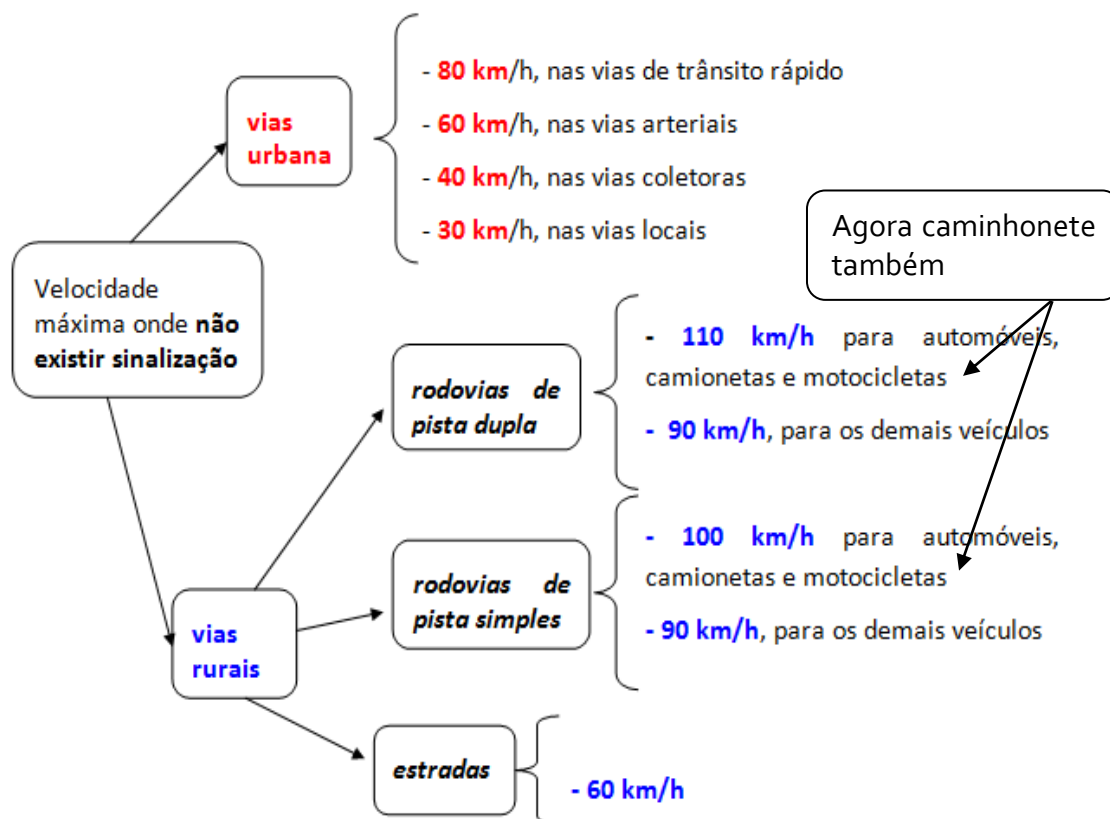 - 80 km/h, nas vias de trânsito rápido
- 60 km/h, nas vias arteriais
- 40 km/h, nas vias coletoras
- 30 km/h, nas vias locais
vias
urbana
Agora caminhonete
também
Velocidade
máxima onde não
existir sinalização
- 110 km/h para automóveis,
camionetas e motocicletas
- 90 km/h, para os demais veículos
rodovias de
pista dupla
- 100 km/h para automóveis,
camionetas e motocicletas
- 90 km/h, para os demais veículos
rodovias de
pista simples
vias
rurais
estradas
- 60 km/h